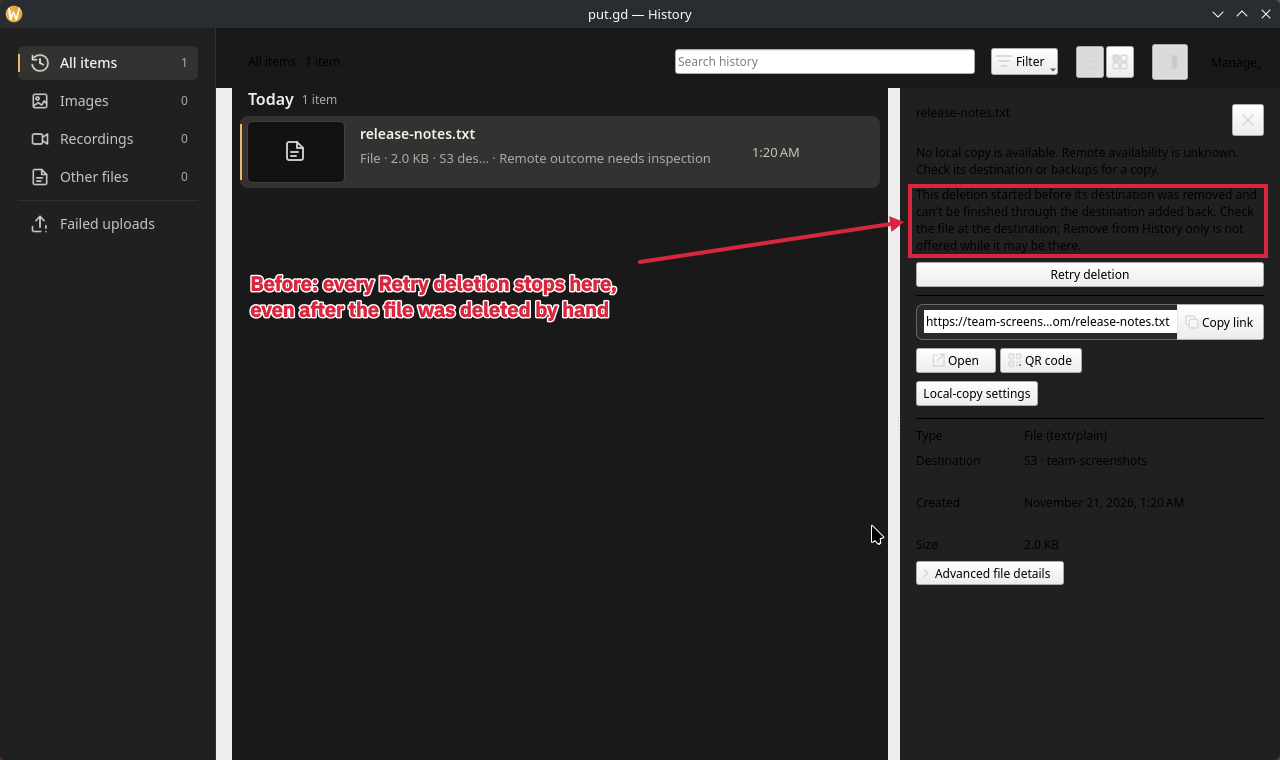 put.gd — History
All items 1
Images 0
Recordings 0
Other files 0
Failed uploads
All items 1 item
Search history
Filter
Manage
Today 1 item
release-notes.txt
File · 2.0 KB · S3 des... · Remote outcome needs inspection
1:20 AM
Before: every Retry deletion stops here,
even after the file was deleted by hand
release-notes.txt
No local copy is available. Remote availability is unknown.
Check its destination or backups for a copy.
This deletion started before its destination was removed and
can't be finished through the destination added back. Check
the file at the destination; Remove from History only is not
offered while it may be there.
Retry deletion
https://team-screens...om/release-notes.txt
Copy link
Open
QR code
Local-copy settings
Type File (text/plain)
Destination S3 · team-screenshots
Created November 21, 2026, 1:20 AM
Size 2.0 KB
Advanced file details